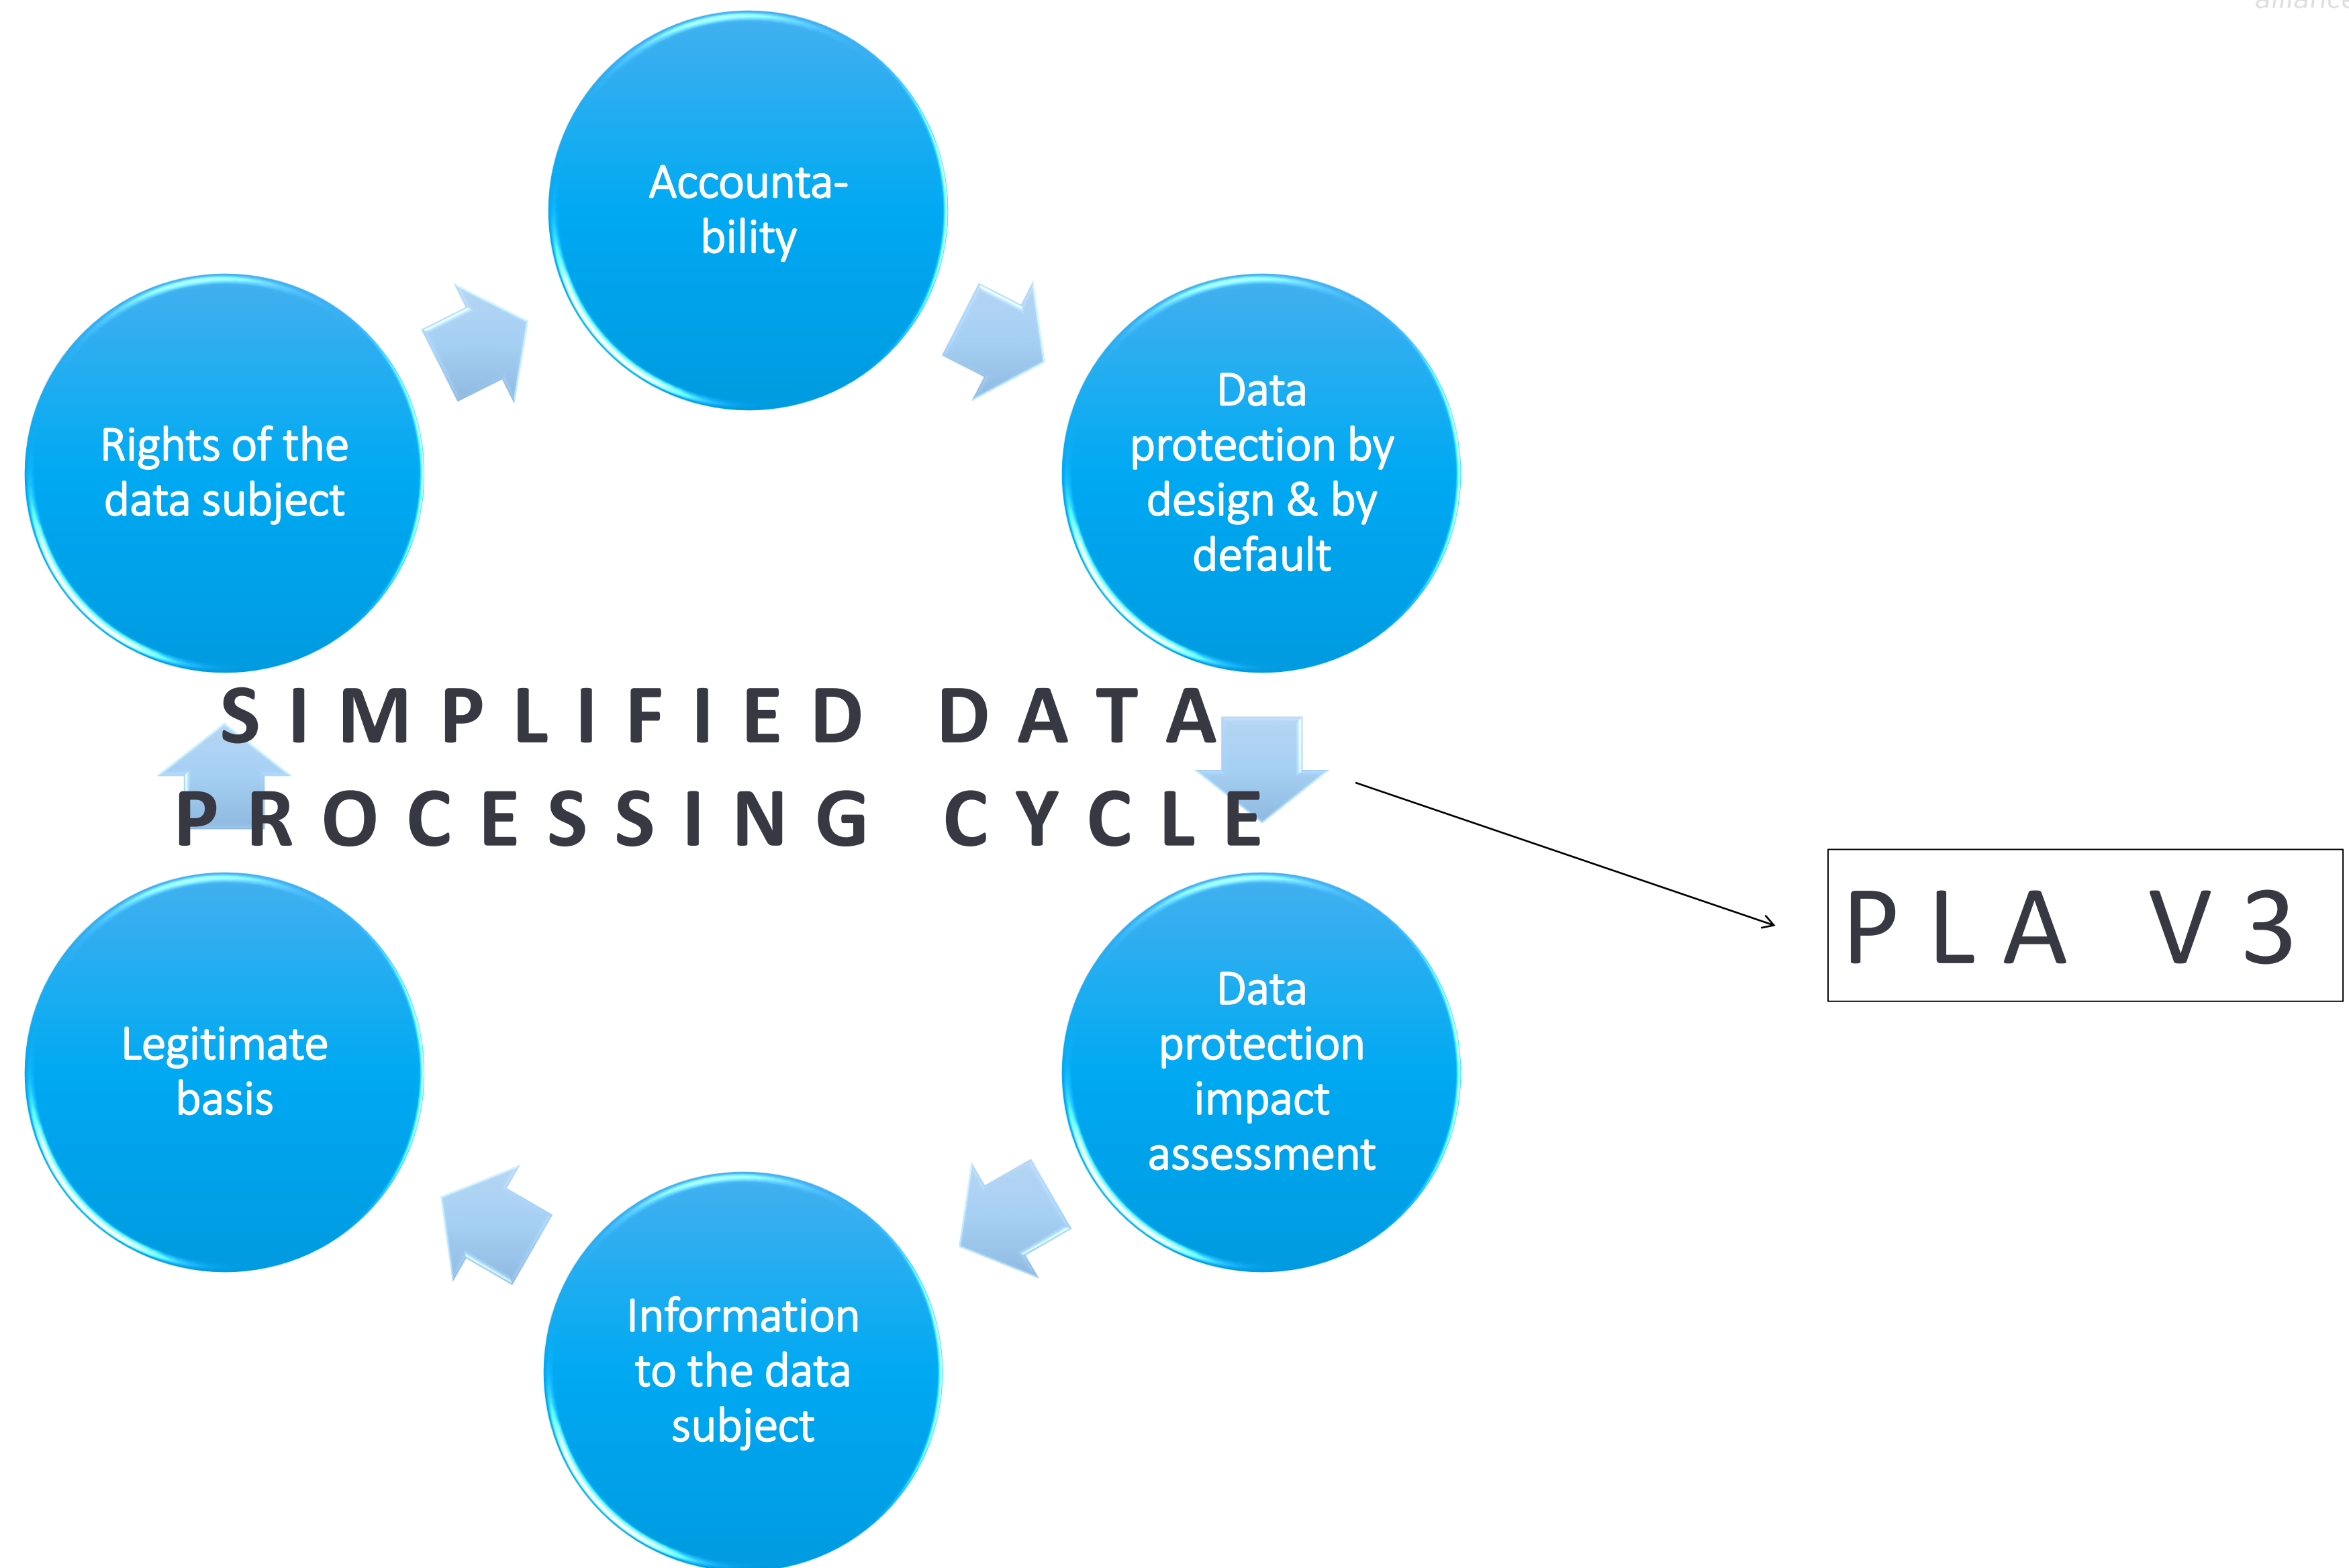 alliance
Accounta-
bility
Data
protection by
design & by
default
Rights of the
data subject
SIMPLIFIED DATA
PROCESSING CYCLE
PLA V3
Data
protection
impact
assessment
Legitimate
basis
Information
to the data
subject